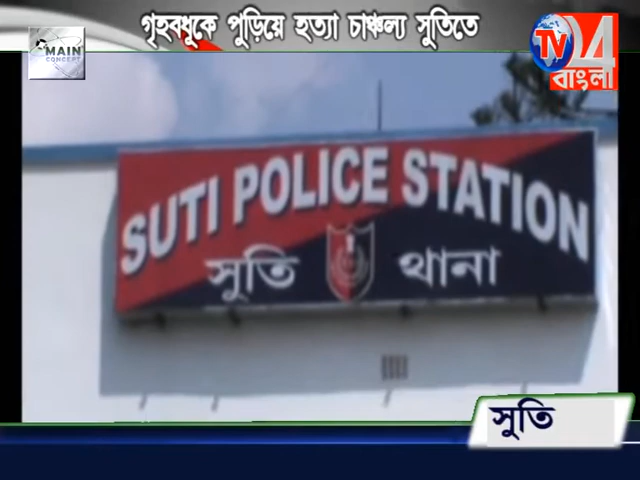 গৃহবধূকে পুড়িয়ে হত্যা চাঞ্চল্য সুতিতে
MAIN
CONCEPT
TV 24
বাংলা
SUTI POLICE STATION
সুতি থানা
সুতি